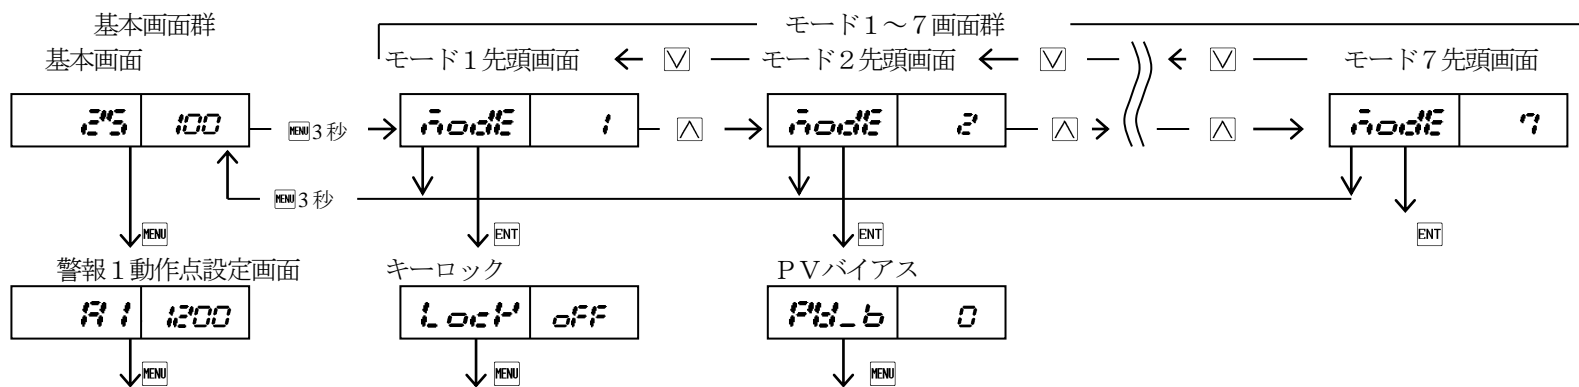 基本画面群 モード1~7画面群
基本画面 モード1先頭画面 モード2先頭画面 モード7先頭画面
25 100 MENU 3秒 modE 1 modE 2 modE 7
MENU 3秒
MENU ENT ENT ENT
警報1動作点設定画面 キーロック PVバイアス
A1 1200 LocK oFF PV_b 0
MENU MENU MENU